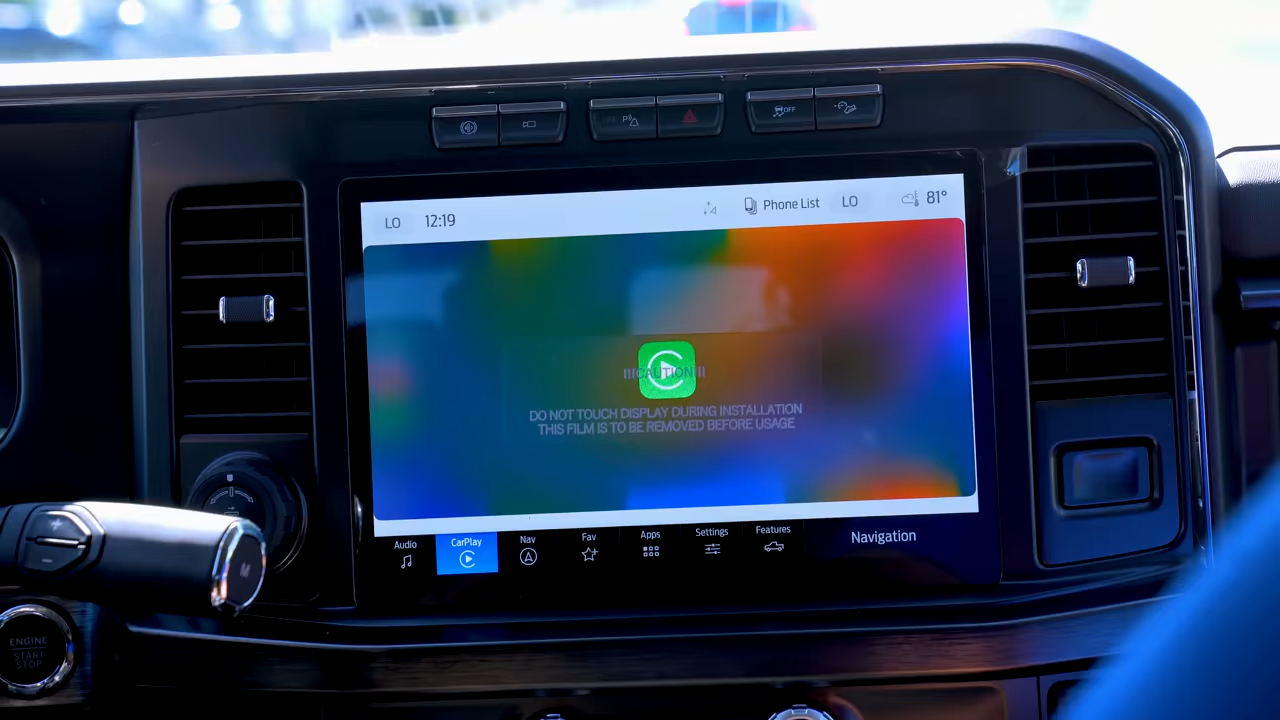 OFF
P
LO 12:19 Phone List LO 81°
|||CAUTION|||
DO NOT TOUCH DISPLAY DURING INSTALLATION
THIS FILM IS TO BE REMOVED BEFORE USAGE
Audio CarPlay Nav Fav Apps Settings Features Navigation
M
ENGINE
START
STOP